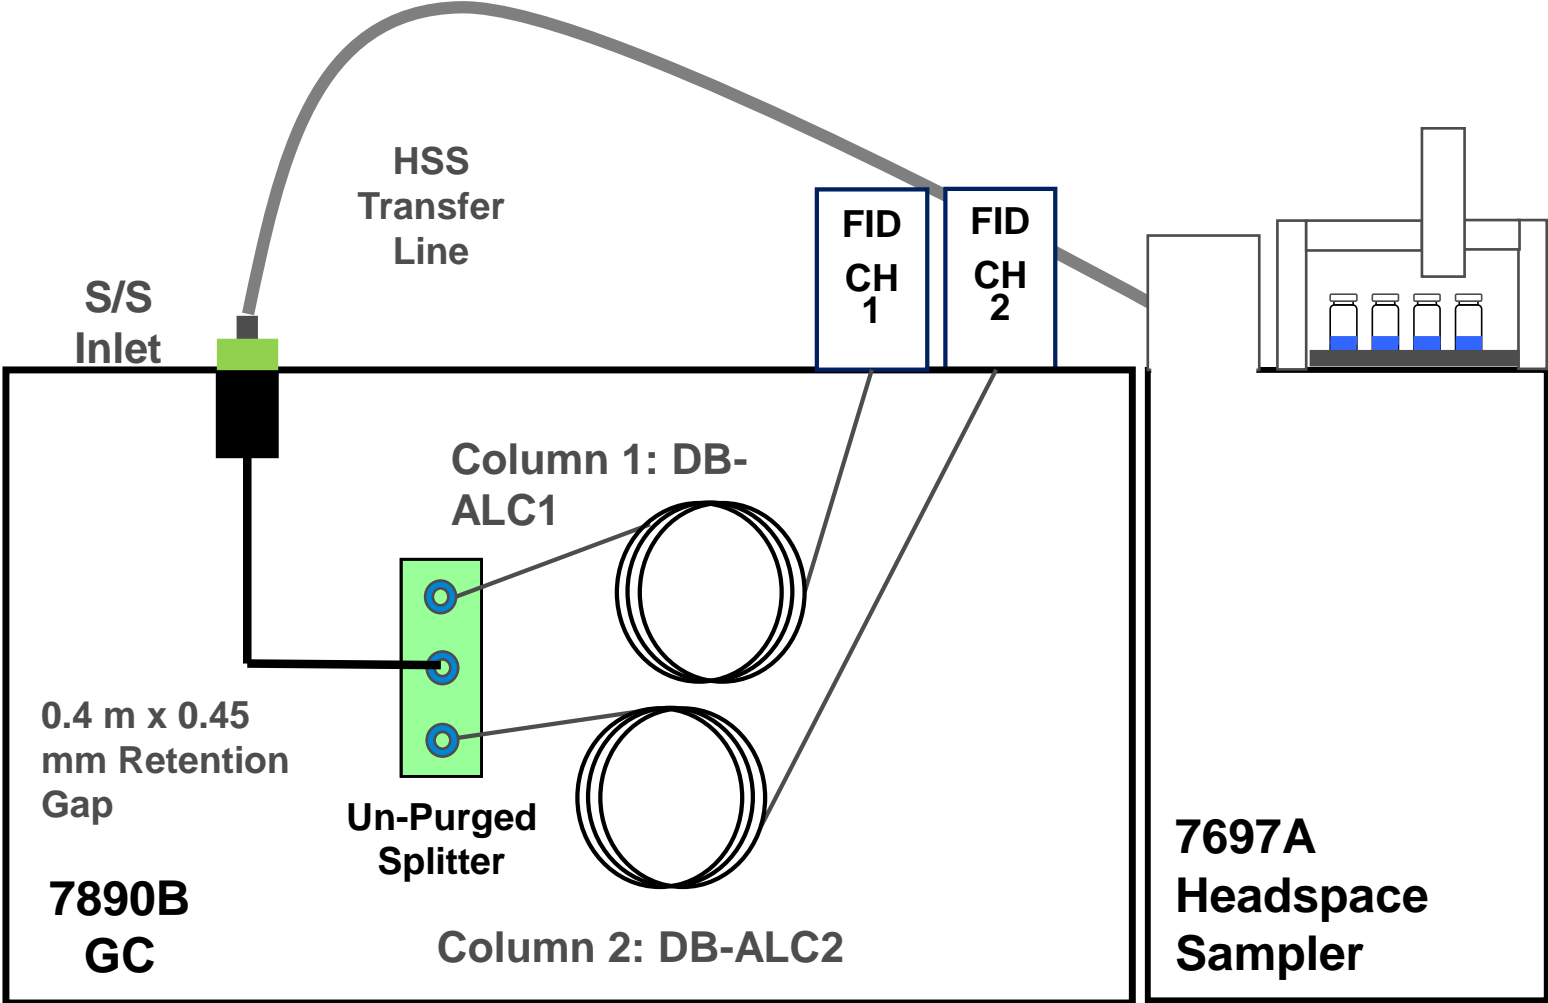 HSS
Transfer
Line
S/S
Inlet
FID
CH
1
FID
CH
2
Column 1: DB-
ALC1
0.4 m x 0.45
mm Retention
Gap
Un-Purged
Splitter
7890B
GC
Column 2: DB-ALC2
7697A
Headspace
Sampler